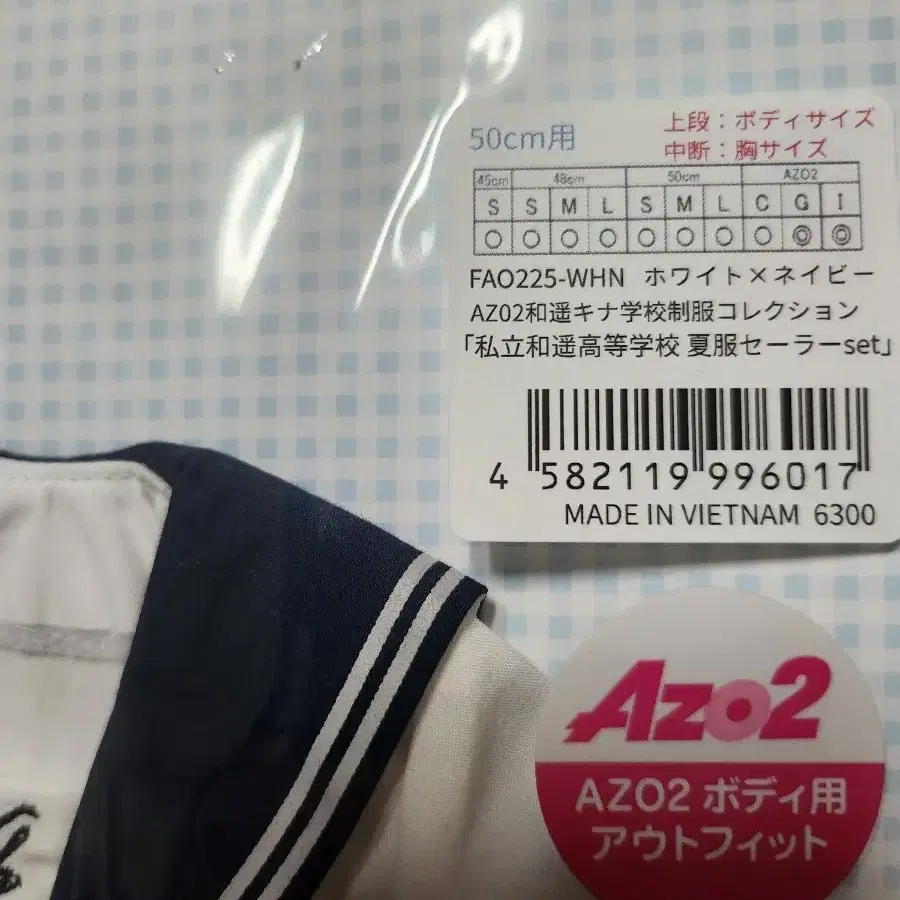 50cm用
上段：ボディサイズ
中断：胸サイズ
45cm 48cm 50cm AZO2
S S M L S M L C G I
○ ○ ○ ○ ○ ○ ○ ○ ◎ ◎
FAO225-WHN ホワイト×ネイビー
AZO2和遥キナ学校制服コレクション
「私立和遥高等学校 夏服セーラーset」
4 582119 996017
MADE IN VIETNAM 6300
Azo2
AZO2 ボディ用
アウトフィット